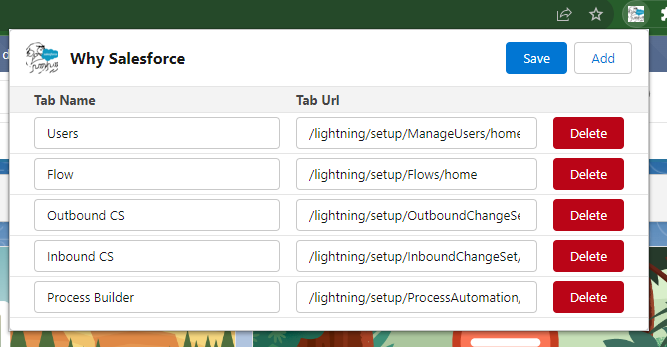 Why Salesforce
Save
Add
Tab Name
Tab Url
Users
/lightning/setup/ManageUsers/home
Delete
Flow
/lightning/setup/Flows/home
Delete
Outbound CS
/lightning/setup/OutboundChangeSe
Delete
Inbound CS
/lightning/setup/InboundChangeSet/
Delete
Process Builder
/lightning/setup/ProcessAutomation/
Delete